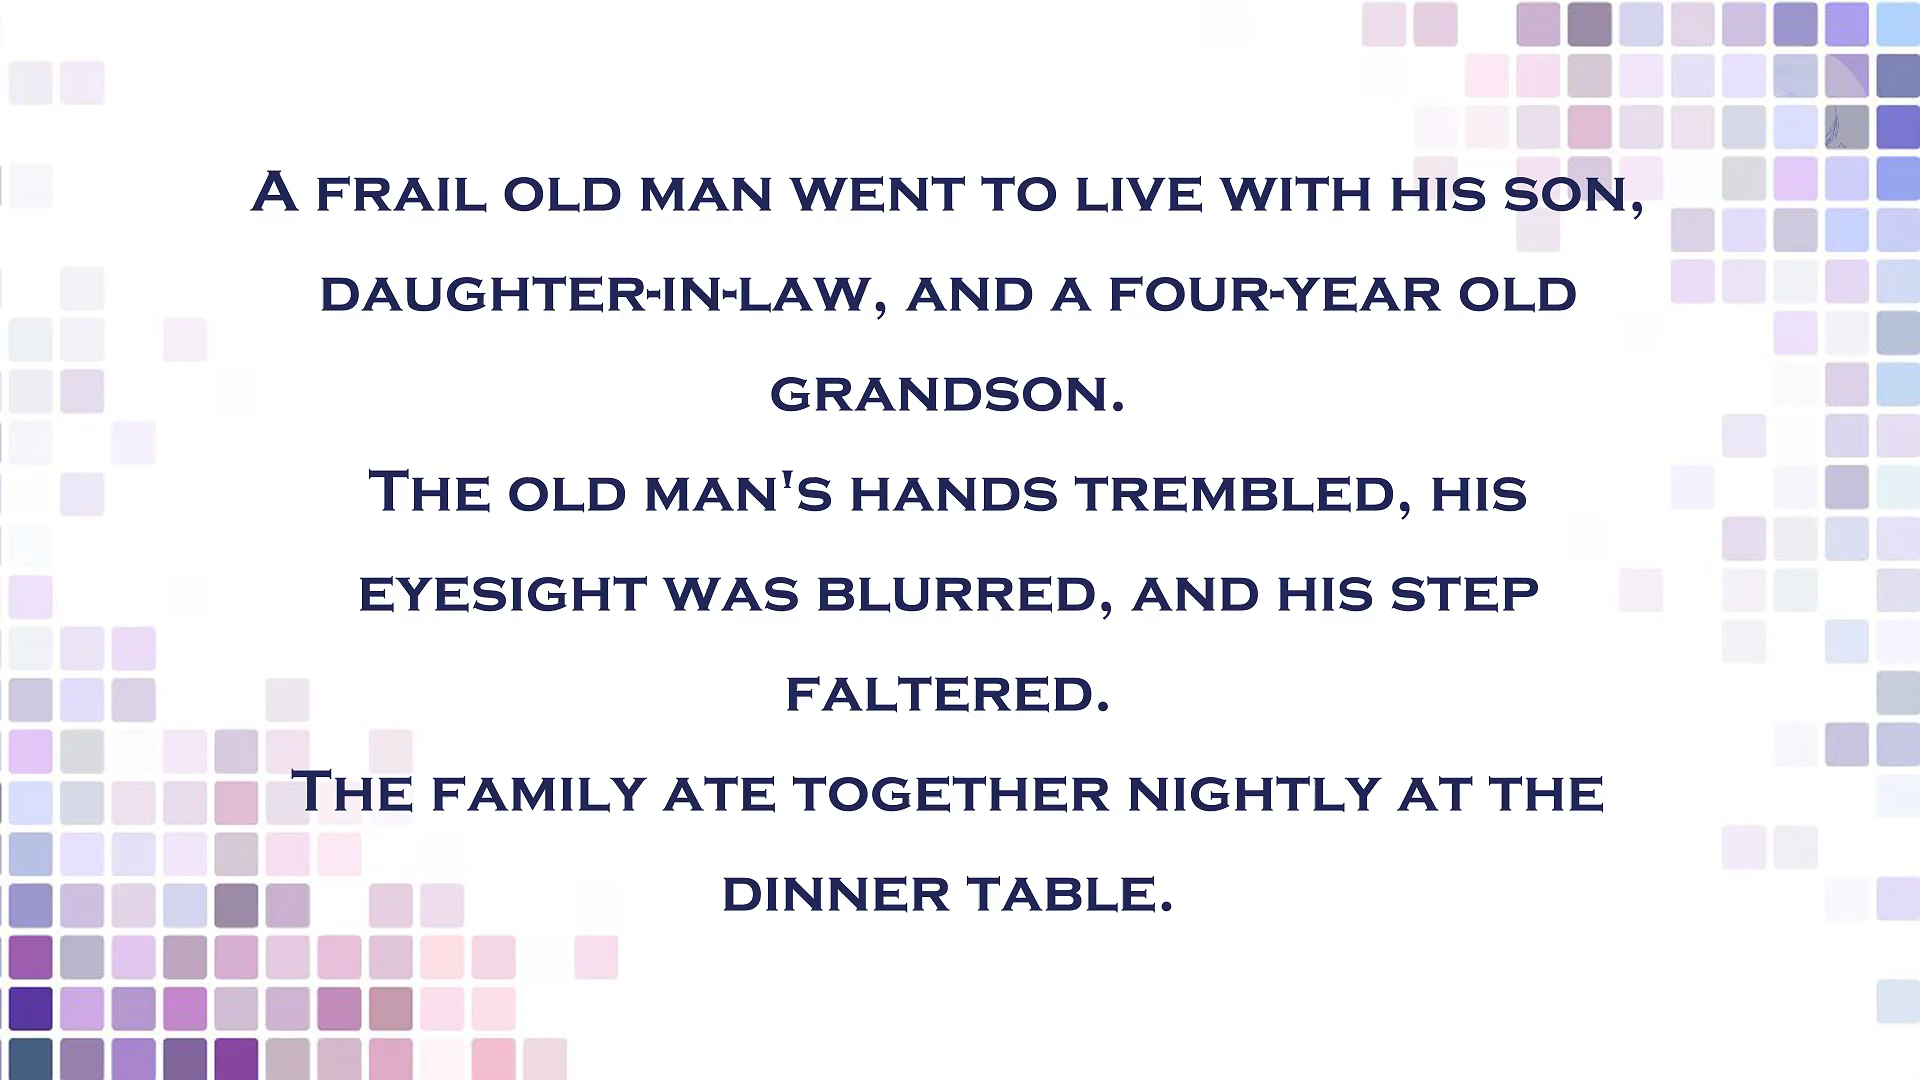 A frail old man went to live with his son,
daughter-in-law, and a four-year old
grandson.
The old man's hands trembled, his
eyesight was blurred, and his step
faltered.
The family ate together nightly at the
dinner table.